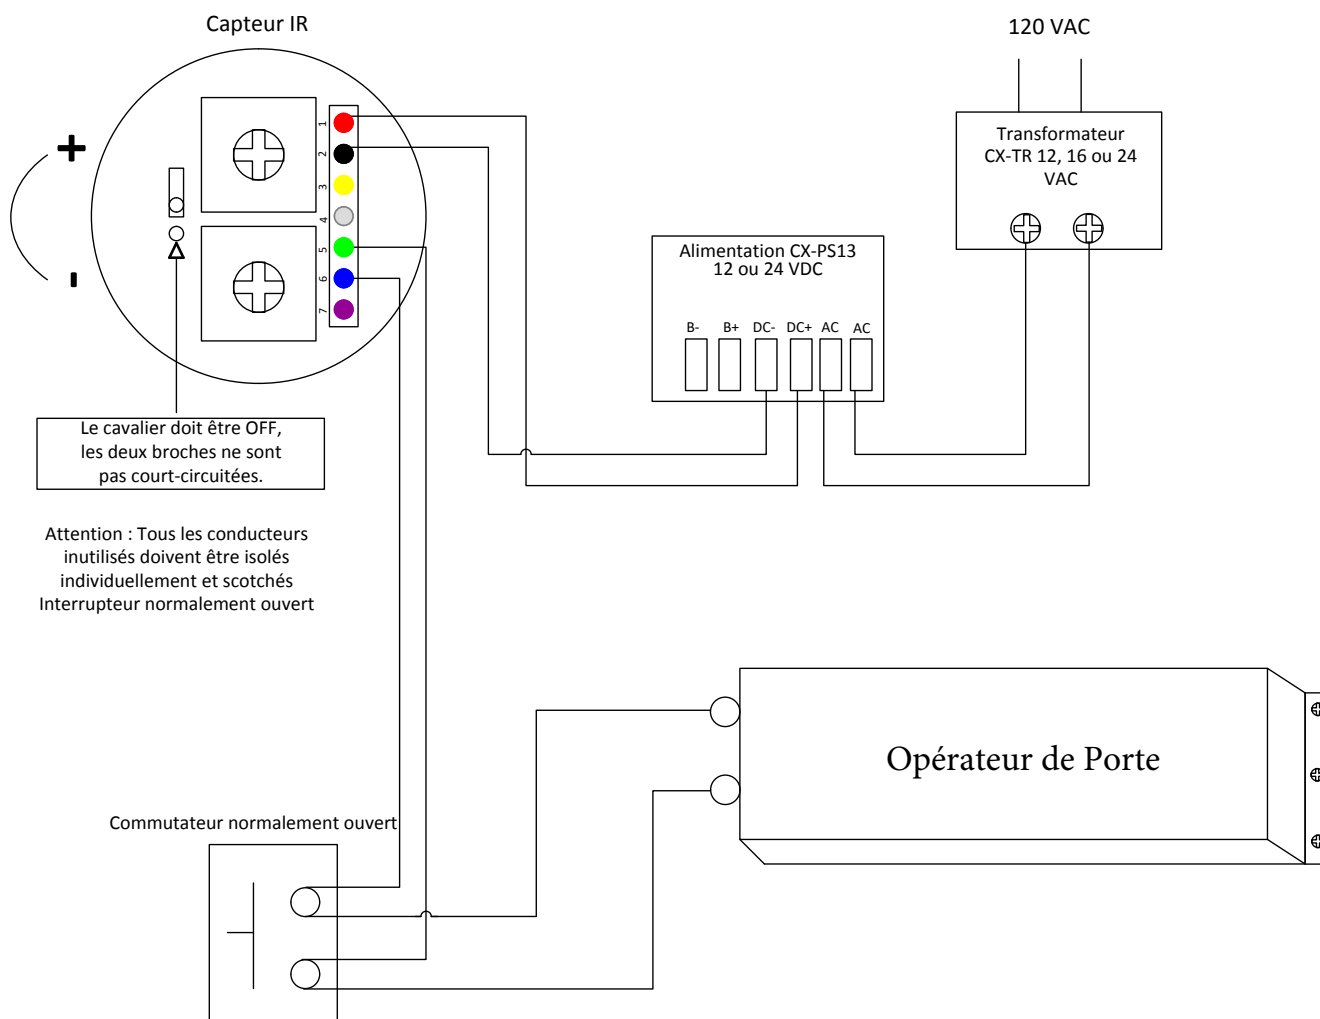 Capteur IR
120 VAC
+
-
1
2
3
4
5
6
7
Transformateur
CX-TR 12, 16 ou 24
VAC
Alimentation CX-PS13
12 ou 24 VDC
B- B+ DC- DC+ AC AC
Le cavalier doit être OFF,
les deux broches ne sont
pas court-circuitées.
Attention : Tous les conducteurs
inutilisés doivent être isolés
individuellement et scotchés
Interrupteur normalement ouvert
Opérateur de Porte
Commutateur normalement ouvert